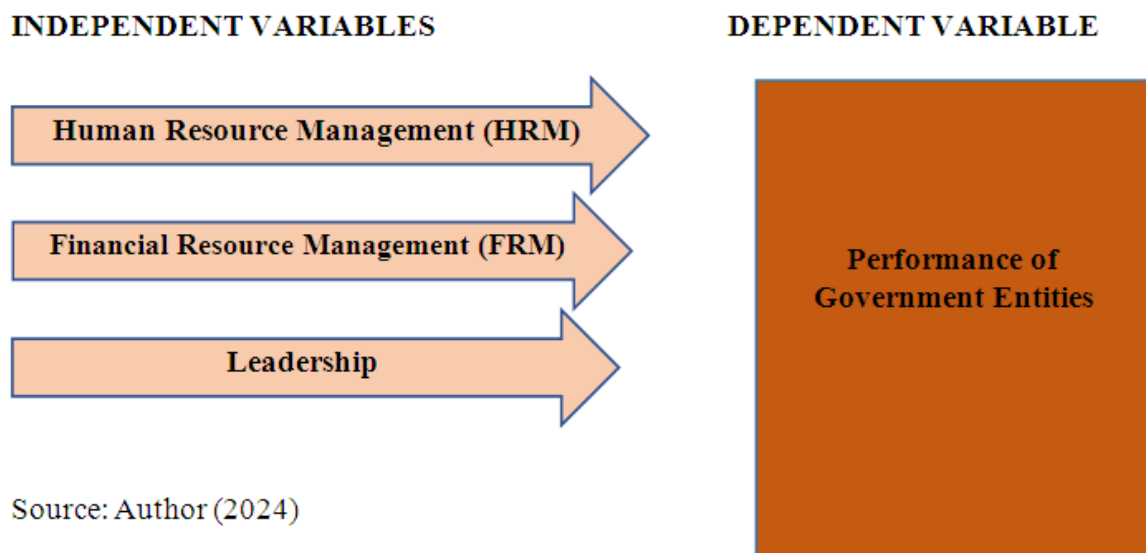 INDEPENDENT VARIABLES
DEPENDENT VARIABLE
Human Resource Management (HRM)
Financial Resource Management (FRM)
Leadership
Performance of
Government Entities
Source: Author (2024)